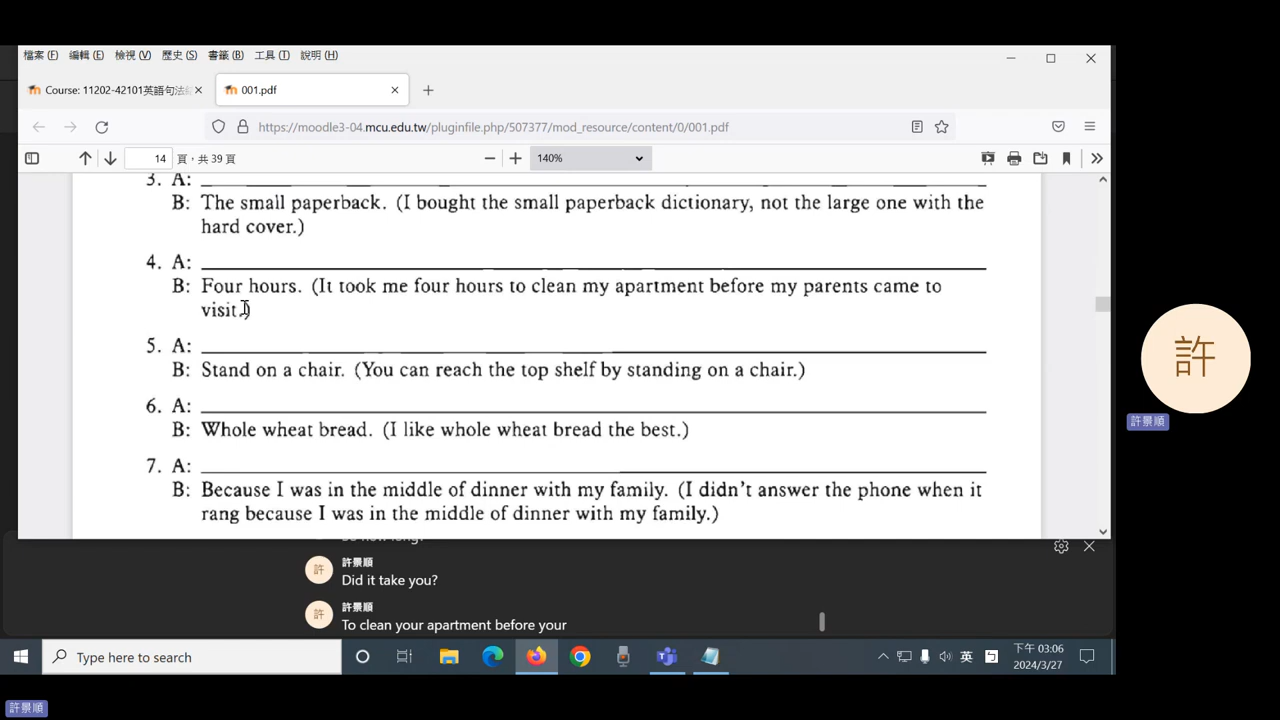 檔案(F) 編輯(E) 檢視(V) 歷史(S) 書籤(B) 工具(T) 說明(H)
Course: 11202-42101英語句法
001.pdf
https://moodle3-04.mcu.edu.tw/pluginfile.php/507377/mod_resource/content/0/001.pdf
14 頁，共 39 頁
140%
3. A:
B: The small paperback. (I bought the small paperback dictionary, not the large one with the
hard cover.)
4. A:
B: Four hours. (It took me four hours to clean my apartment before my parents came to
visit.)
5. A:
B: Stand on a chair. (You can reach the top shelf by standing on a chair.)
6. A:
B: Whole wheat bread. (I like whole wheat bread the best.)
7. A:
B: Because I was in the middle of dinner with my family. (I didn't answer the phone when it
rang because I was in the middle of dinner with my family.)
許
許景順
許
許景順
Did it take you?
許
許景順
To clean your apartment before your
Type here to search
英
下午 03:06
2024/3/27
許景順